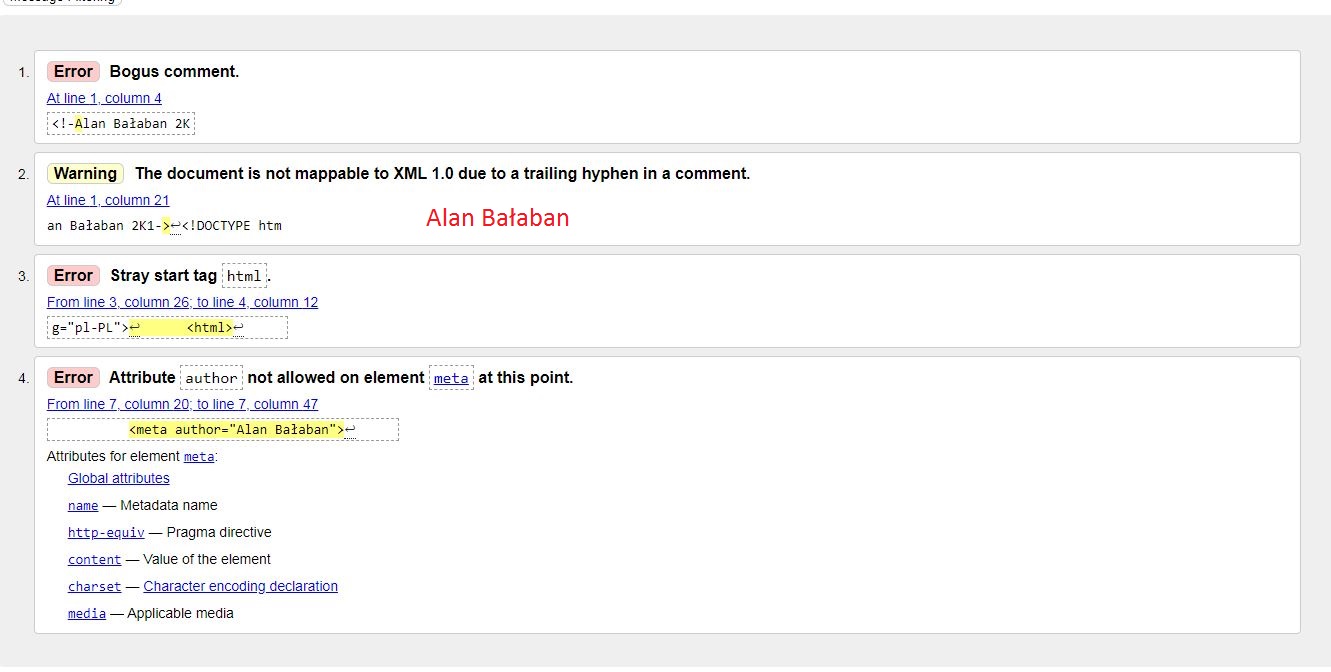 Message Filtering
1. Error Bogus comment.
At line 1, column 4
<!-Alan Bałaban 2K
2. Warning The document is not mappable to XML 1.0 due to a trailing hyphen in a comment.
At line 1, column 21
Alan Bałaban
an Bałaban 2K1->↩<!DOCTYPE htm
3. Error Stray start tag html.
From line 3, column 26; to line 4, column 12
g="pl-PL">↩ <html>↩
4. Error Attribute author not allowed on element meta at this point.
From line 7, column 20; to line 7, column 47
<meta author="Alan Bałaban">↩
Attributes for element meta:
Global attributes
name — Metadata name
http-equiv — Pragma directive
content — Value of the element
charset — Character encoding declaration
media — Applicable media